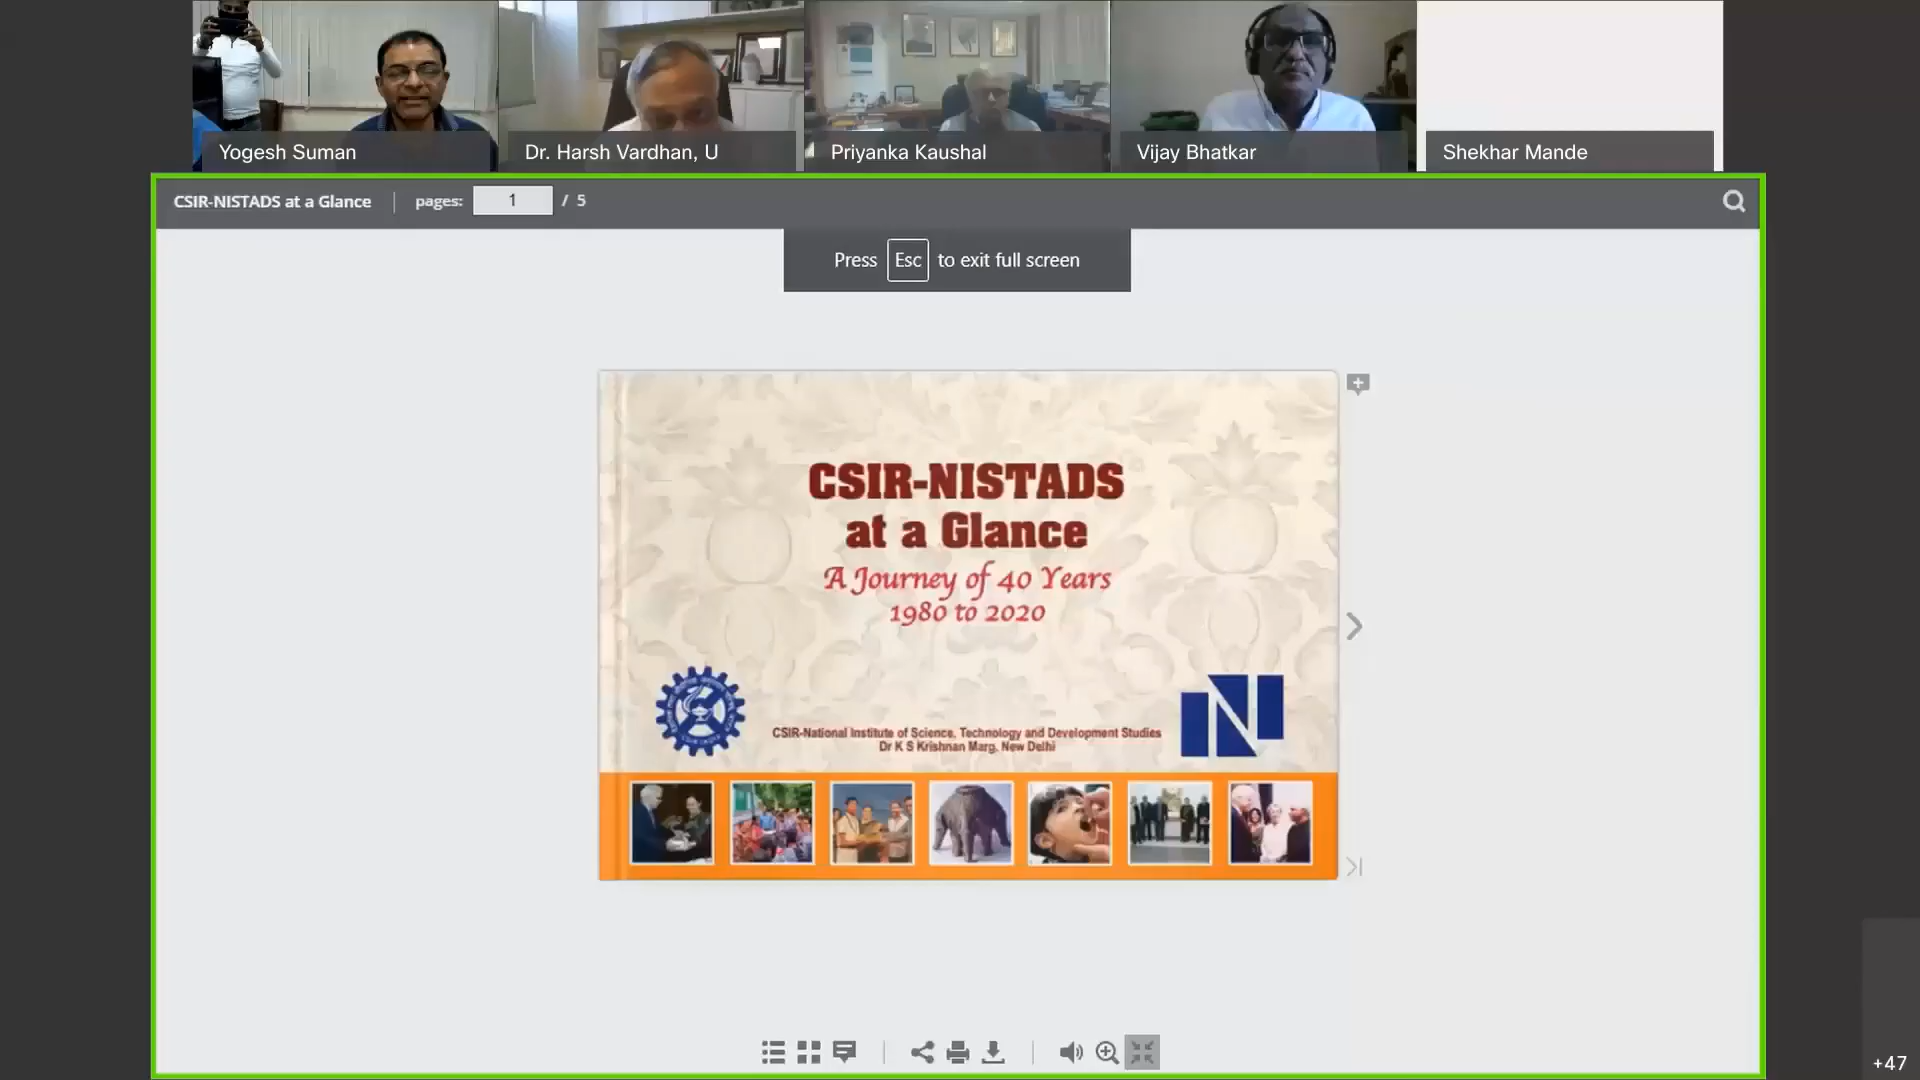 Yogesh Suman
Dr. Harsh Vardhan, U
Priyanka Kaushal
Vijay Bhatkar
Shekhar Mande
CSIR-NISTADS at a Glance
pages: 1 / 5
Press Esc to exit full screen
CSIR-NISTADS
at a Glance
A Journey of 40 Years
1980 to 2020
CSIR-National Institute of Science, Technology and Development Studies
Dr K S Krishnan Marg, New Delhi
+47